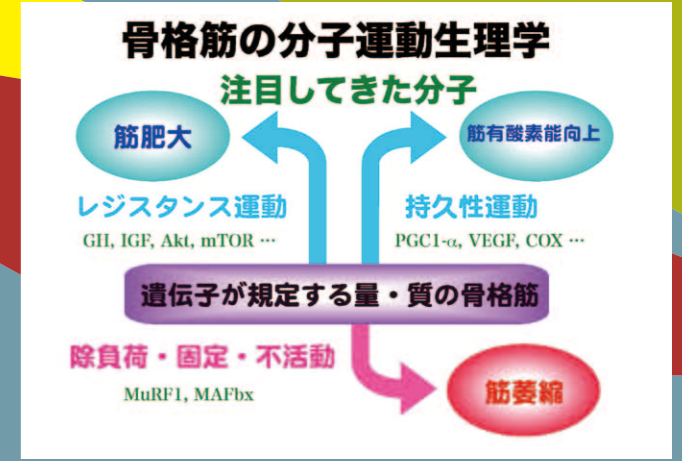 骨格筋の分子運動生理学
注目してきた分子
筋肥大
筋有酸素能向上
レジスタンス運動
持久性運動
GH, IGF, Akt, mTOR …
PGC1-α, VEGF, COX …
遺伝子が規定する量・質の骨格筋
除負荷・固定・不活動
MuRF1, MAFbx
筋萎縮